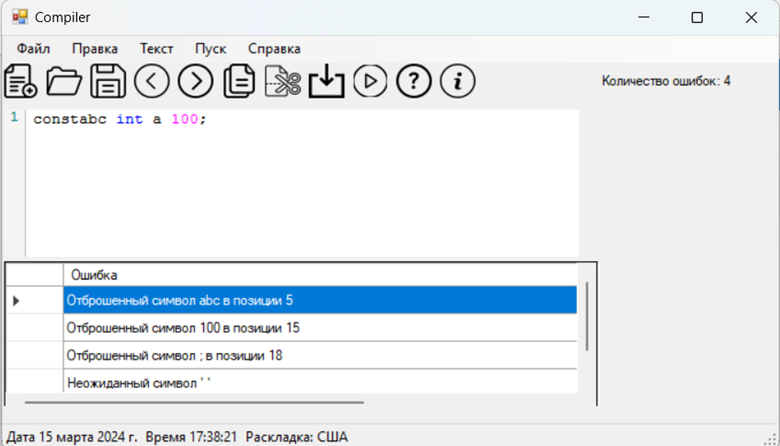 Compiler
Файл Правка Текст Пуск Справка
Количество ошибок: 4
1 constabc int a 100;
Ошибка
Отброшенный символ abc в позиции 5
Отброшенный символ 100 в позиции 15
Отброшенный символ ; в позиции 18
Неожиданный символ ' '
Дата 15 марта 2024 г. Время 17:38:21 Раскладка: США